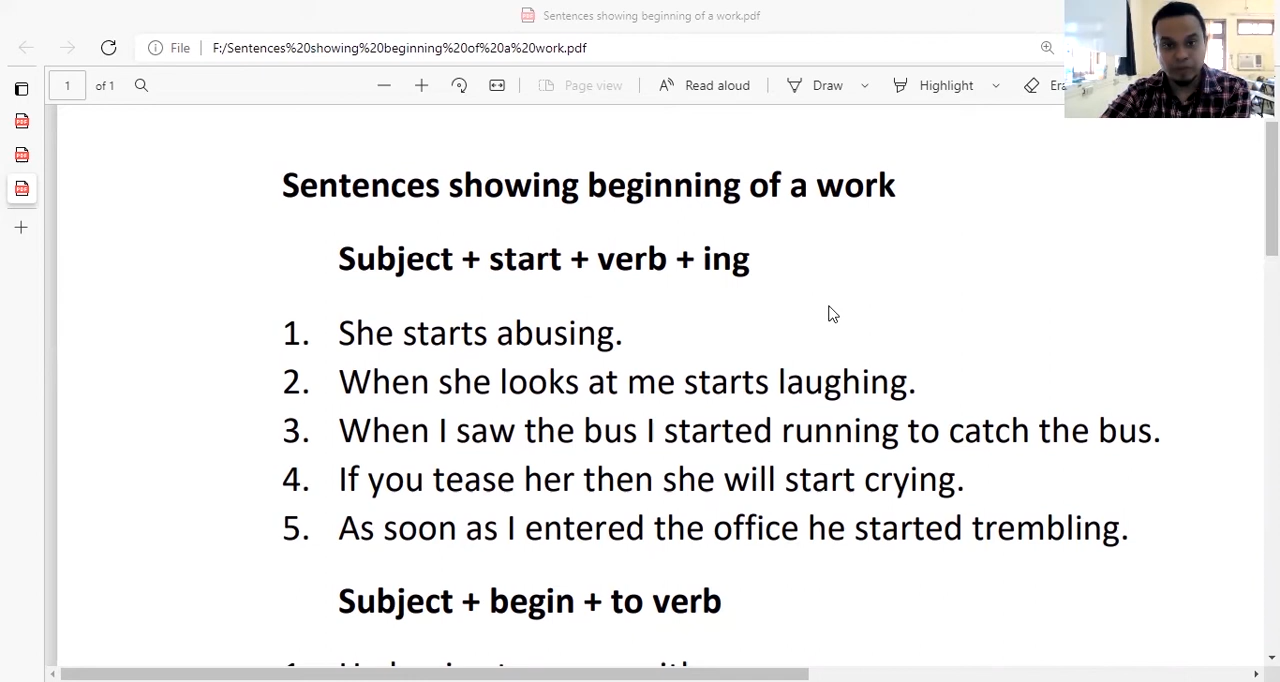 Sentences showing beginning of a work.pdf
File F:/Sentences%20showing%20beginning%20of%20a%20work.pdf
1 of 1 Page view Read aloud Draw Highlight
Sentences showing beginning of a work
Subject + start + verb + ing
1. She starts abusing.
2. When she looks at me starts laughing.
3. When I saw the bus I started running to catch the bus.
4. If you tease her then she will start crying.
5. As soon as I entered the office he started trembling.
Subject + begin + to verb